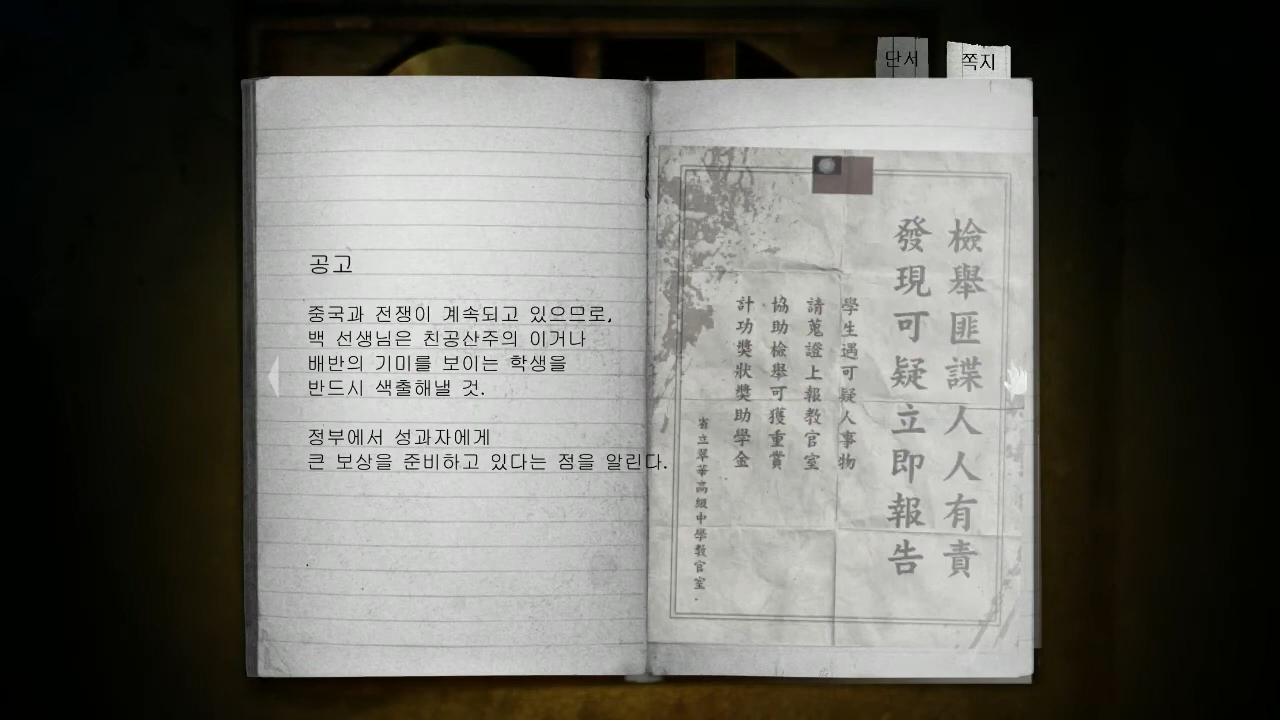 단서
쪽지
공고
중국과 전쟁이 계속되고 있으므로,
백 선생님은 친공산주의 이거나
배반의 기미를 보이는 학생을
반드시 색출해낼 것.
정부에서 성과자에게
큰 보상을 준비하고 있다는 점을 알린다.
檢舉匪諜人人有責
發現可疑立即報告
學生遇可疑人事物
請蒐證上報教官室
協助檢舉可獲重賞
計功獎狀獎助學金
省立翠華高級中學教官室.